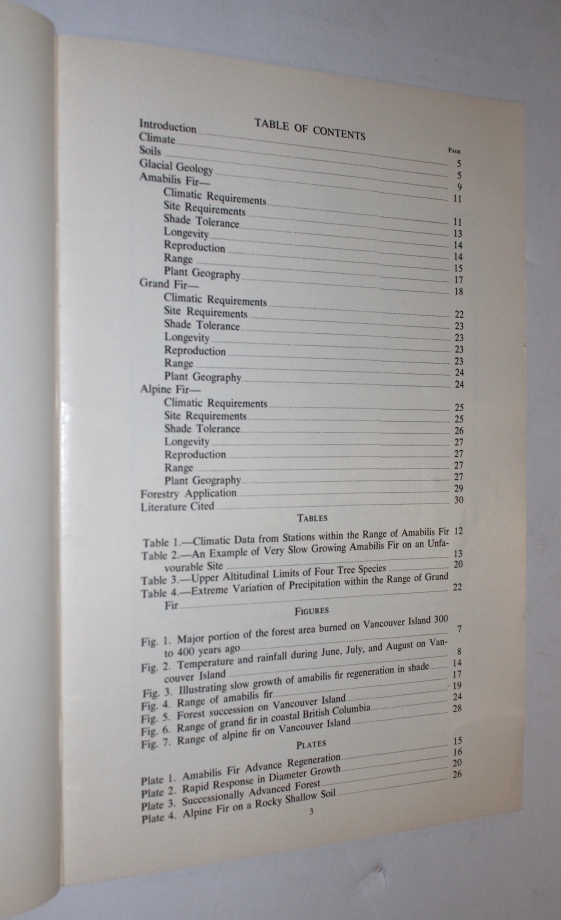 TABLE OF CONTENTS
PAGE
Introduction 5
Climate 5
Soils 9
Glacial Geology 11
Amabilis Fir—
Climatic Requirements 11
Site Requirements 13
Shade Tolerance 14
Longevity 14
Reproduction 15
Range 17
Plant Geography 18
Grand Fir—
Climatic Requirements 22
Site Requirements 23
Shade Tolerance 23
Longevity 23
Reproduction 23
Range 24
Plant Geography 24
Alpine Fir—
Climatic Requirements 25
Site Requirements 25
Shade Tolerance 26
Longevity 27
Reproduction 27
Range 27
Plant Geography 27
Forestry Application 29
Literature Cited 30
TABLES
Table 1.—Climatic Data from Stations within the Range of Amabilis Fir 12
Table 2.—An Example of Very Slow Growing Amabilis Fir on an Unfa-
vourable Site 13
Table 3.—Upper Altitudinal Limits of Four Tree Species 20
Table 4.—Extreme Variation of Precipitation within the Range of Grand
Fir 22
FIGURES
Fig. 1. Major portion of the forest area burned on Vancouver Island 300
to 400 years ago 7
Fig. 2. Temperature and rainfall during June, July, and August on Van-
couver Island 8
Fig. 3. Illustrating slow growth of amabilis fir regeneration in shade 14
Fig. 4. Range of amabilis fir 17
Fig. 5. Forest succession on Vancouver Island 19
Fig. 6. Range of grand fir in coastal British Columbia 24
Fig. 7. Range of alpine fir on Vancouver Island 28
PLATES
Plate 1. Amabilis Fir Advance Regeneration 15
Plate 2. Rapid Response in Diameter Growth 16
Plate 3. Successionally Advanced Forest 20
Plate 4. Alpine Fir on a Rocky Shallow Soil 26
3